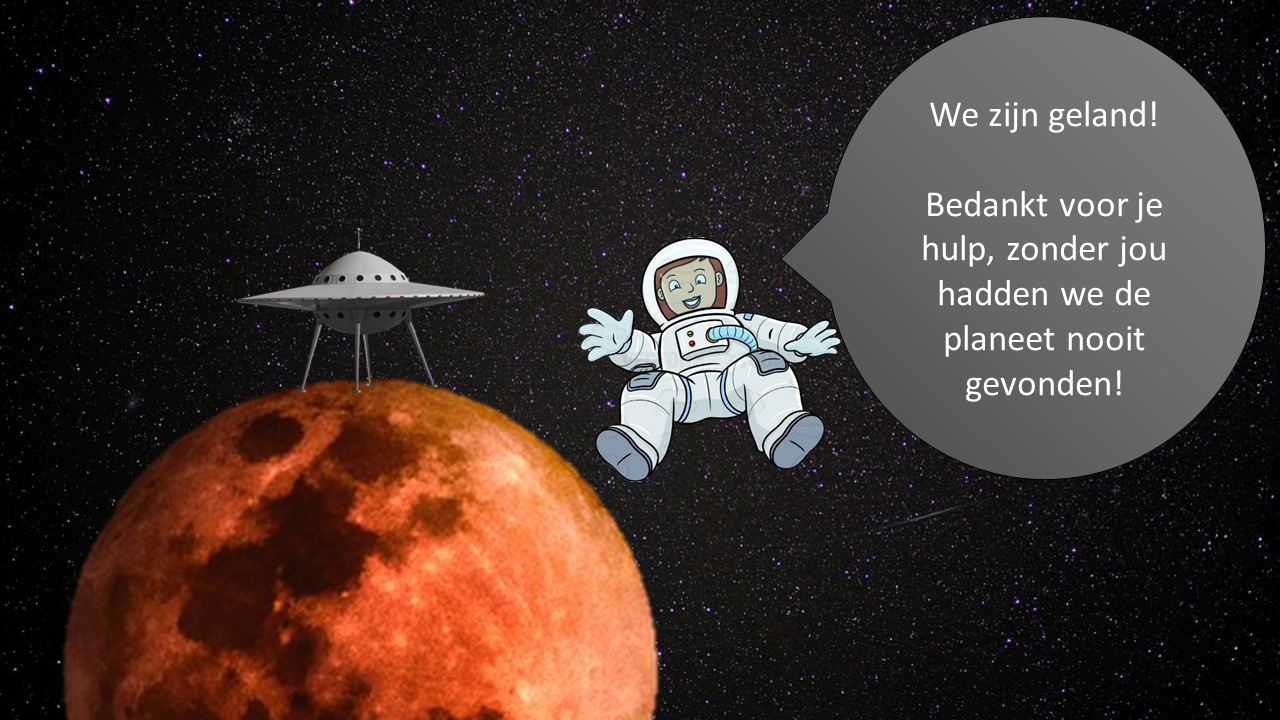 We zijn geland!
Bedankt voor je
hulp, zonder jou
hadden we de
planeet nooit
gevonden!